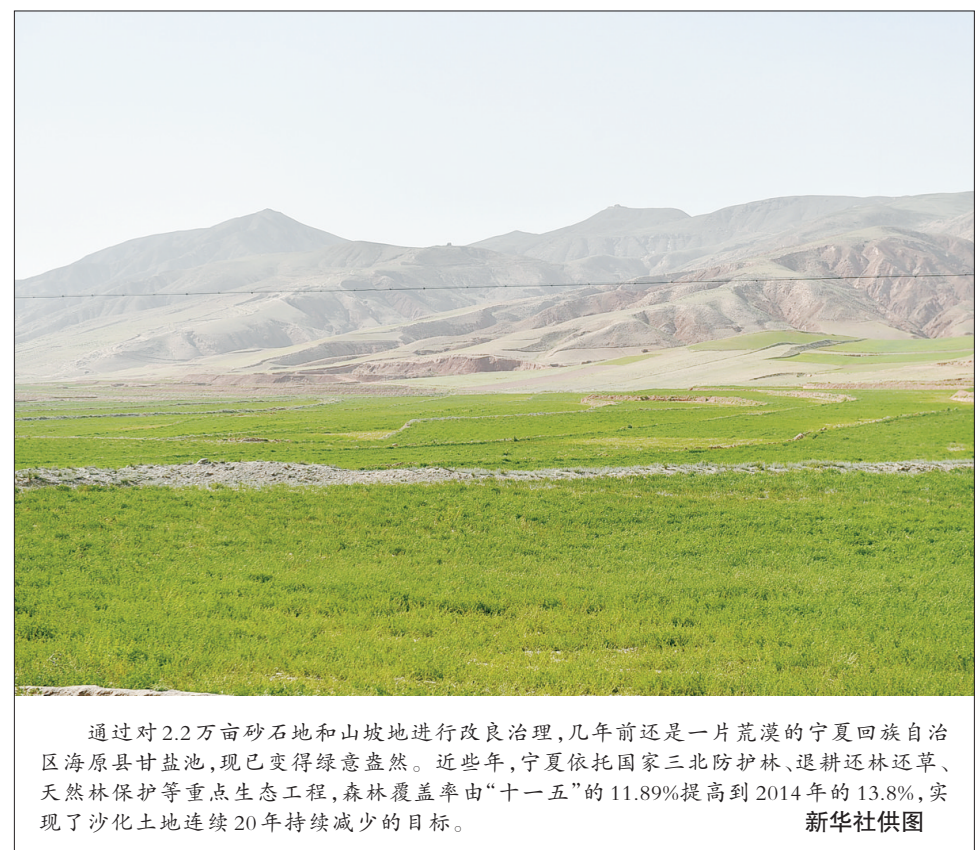 通过对2.2万亩砂石地和山坡地进行改良治理,几年前还是一片荒漠的宁夏回族自治
区海原县甘盐池,现已变得绿意盎然。近些年,宁夏依托国家三北防护林、退耕还林还草、
天然林保护等重点生态工程,森林覆盖率由“十一五”的11.89%提高到2014年的13.8%,实
现了沙化土地连续20年持续减少的目标。 新华社供图